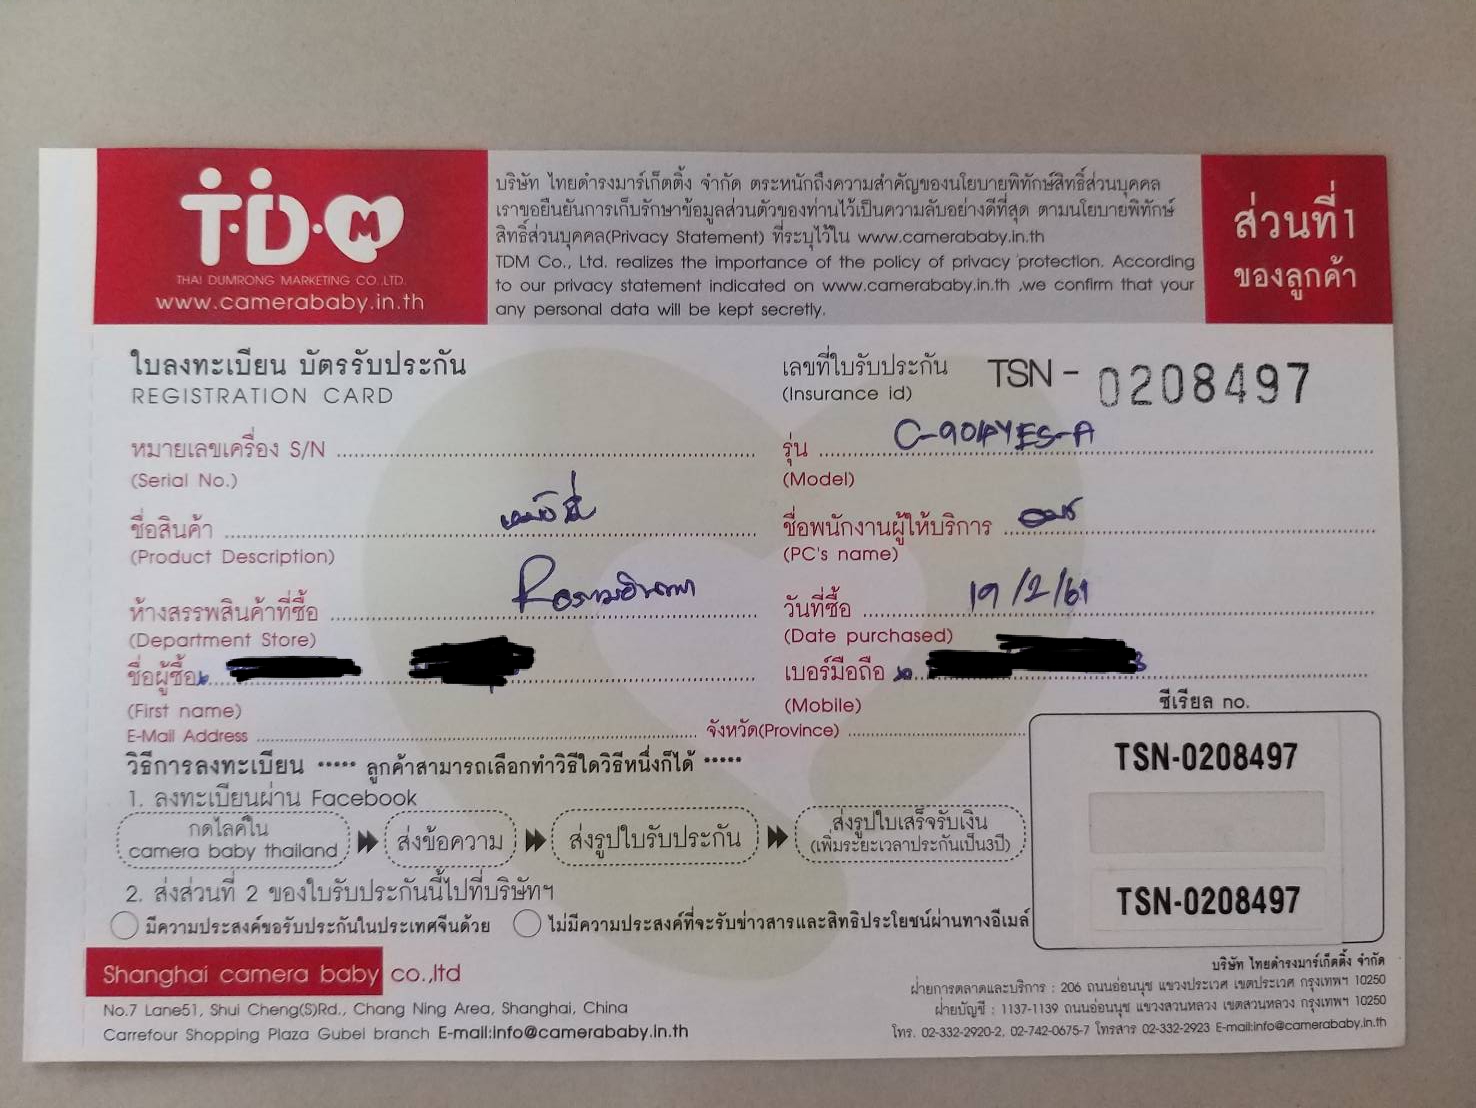 T.D.M
THAI DUMRONG MARKETING CO.,LTD.
www.camerababy.in.th
บริษัท ไทยดำรงมาร์เก็ตติ้ง จำกัด ตระหนักถึงความสำคัญของนโยบายพิทักษ์สิทธิ์ส่วนบุคคล
เราขอยืนยันการเก็บรักษาข้อมูลส่วนตัวของท่านไว้เป็นความลับอย่างดีที่สุด ตามนโยบายพิทักษ์
สิทธิ์ส่วนบุคคล(Privacy Statement) ที่ระบุไว้ใน www.camerababy.in.th
TDM Co., Ltd. realizes the importance of the policy of privacy protection. According
to our privacy statement indicated on www.camerababy.in.th ,we confirm that your
any personal data will be kept secretly.
ส่วนที่1
ของลูกค้า
ใบลงทะเบียน บัตรรับประกัน
REGISTRATION CARD
เลขที่ใบรับประกัน TSN - 0208497
(Insurance id)
หมายเลขเครื่อง S/N
(Serial No.)
รุ่น C-901PYES-A
(Model)
ชื่อสินค้า
(Product Description)
ชื่อพนักงานผู้ให้บริการ
(PC's name)
ห้างสรรพสินค้าที่ซื้อ
(Department Store)
วันที่ซื้อ 19/2/61
(Date purchased)
ชื่อผู้ซื้อ
(First name)
เบอร์มือถือ
(Mobile)
E-Mail Address
จังหวัด(Province)
ซีเรียล no.
TSN-0208497
TSN-0208497
วิธีการลงทะเบียน ••••• ลูกค้าสามารถเลือกทำวิธีใดวิธีหนึ่งก็ได้ •••••
1. ลงทะเบียนผ่าน Facebook
กดไลค์ใน
camera baby thailand
ส่งข้อความ
ส่งรูปใบรับประกัน
ส่งรูปใบเสร็จรับเงิน
(เพิ่มระยะเวลาประกันเป็น3ปี)
2. ส่งส่วนที่ 2 ของใบรับประกันนี้ไปที่บริษัทฯ
มีความประสงค์ขอรับประกันในประเทศจีนด้วย
ไม่มีความประสงค์ที่จะรับข่าวสารและสิทธิประโยชน์ผ่านทางอีเมล์
Shanghai camera baby co.,ltd
No.7 Lane51, Shui Cheng(S)Rd., Chang Ning Area, Shanghai, China
Carrefour Shopping Plaza Gubei branch E-mail:info@camerababy.in.th
บริษัท ไทยดำรงมาร์เก็ตติ้ง จำกัด
ฝ่ายการตลาดและบริการ : 206 ถนนอ่อนนุช แขวงประเวศ เขตประเวศ กรุงเทพฯ 10250
ฝ่ายบัญชี : 1137-1139 ถนนอ่อนนุช แขวงสวนหลวง เขตสวนหลวง กรุงเทพฯ 10250
โทร. 02-332-2920-2, 02-742-0675-7 โทรสาร 02-332-2923 E-mail:info@camerababy.in.th